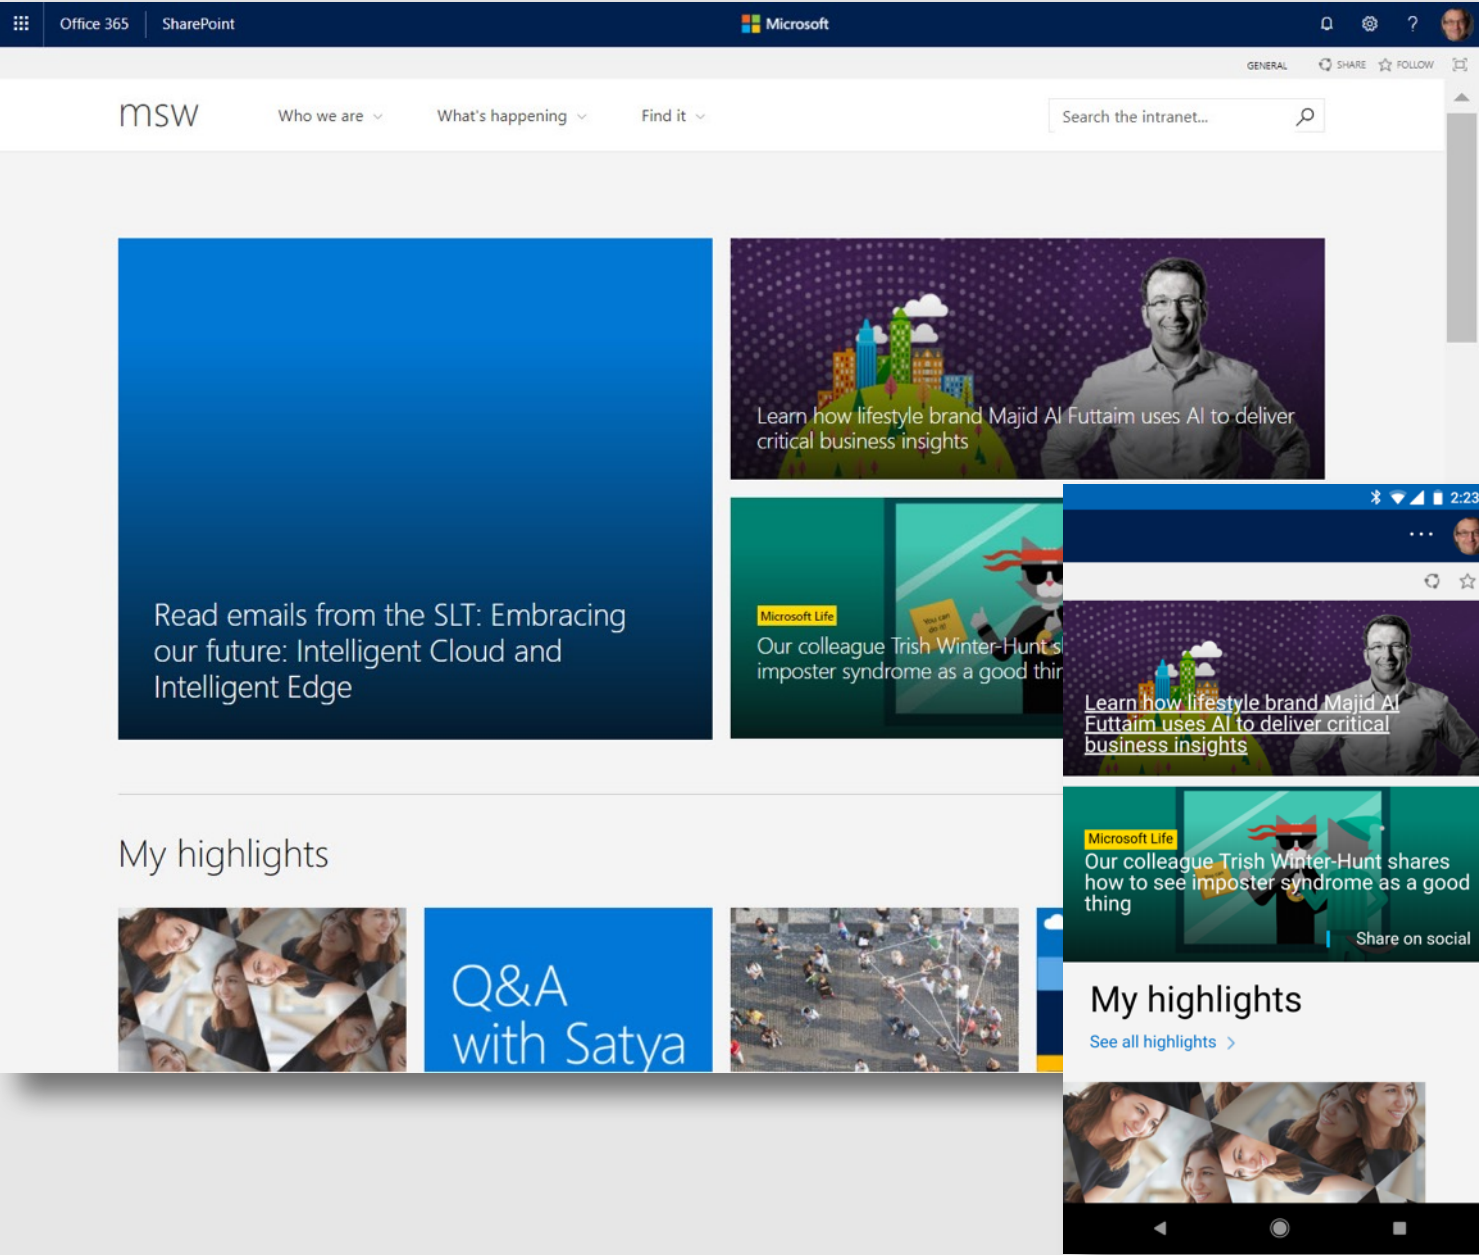 Office 365
SharePoint
Microsoft
?
GENERAL
SHARE
FOLLOW
msw
Who we are
What's happening
Find it
Search the intranet...
Read emails from the SLT: Embracing
our future: Intelligent Cloud and
Intelligent Edge
Learn how lifestyle brand Majid Al Futtaim uses AI to deliver
critical business insights
Microsoft Life
You can
do it!
Our colleague Trish Winter-Hunt s
imposter syndrome as a good thin
My highlights
Q&A
with Satya
2:23
Learn how lifestyle brand Majid Al
Futtaim uses AI to deliver critical
business insights
Microsoft Life
Our colleague Trish Winter-Hunt shares
how to see imposter syndrome as a good
thing
Share on social
My highlights
See all highlights